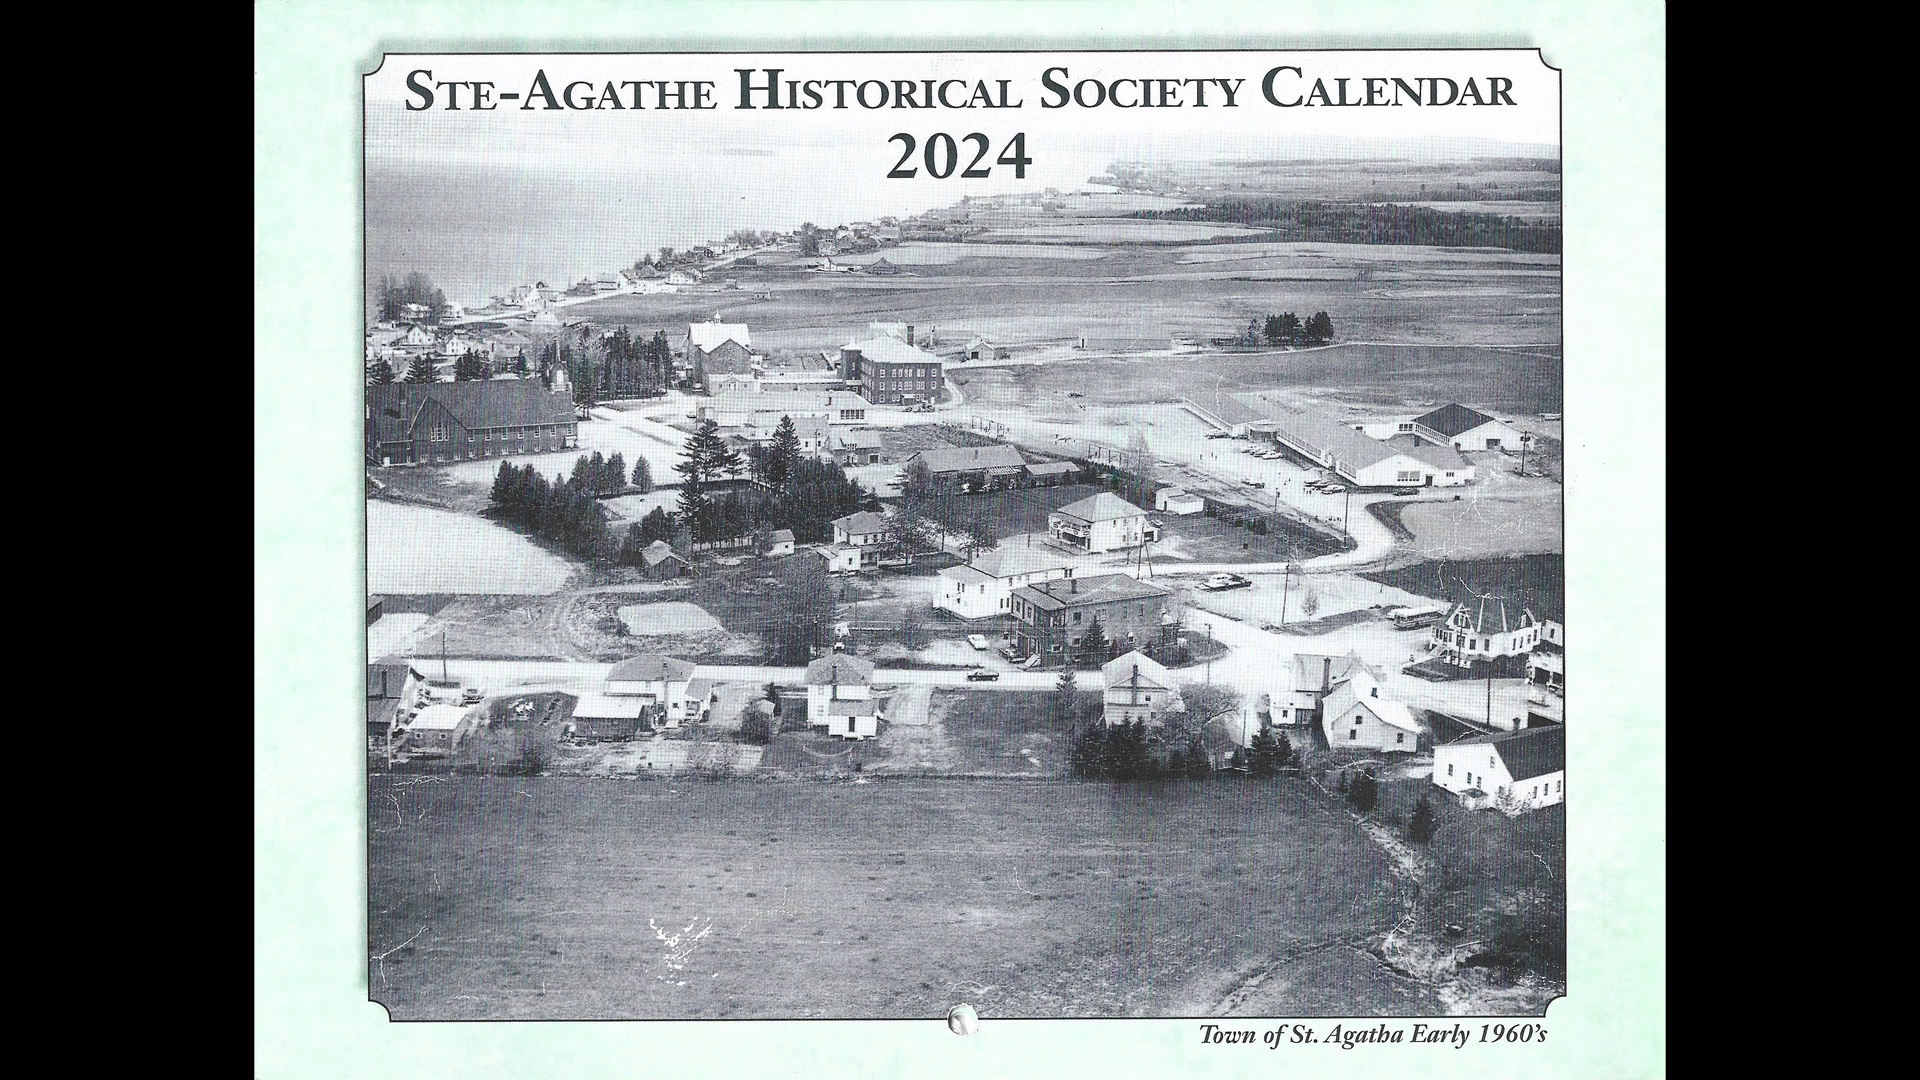 Ste-Agathe Historical Society Calendar
2024
Town of St. Agatha Early 1960's